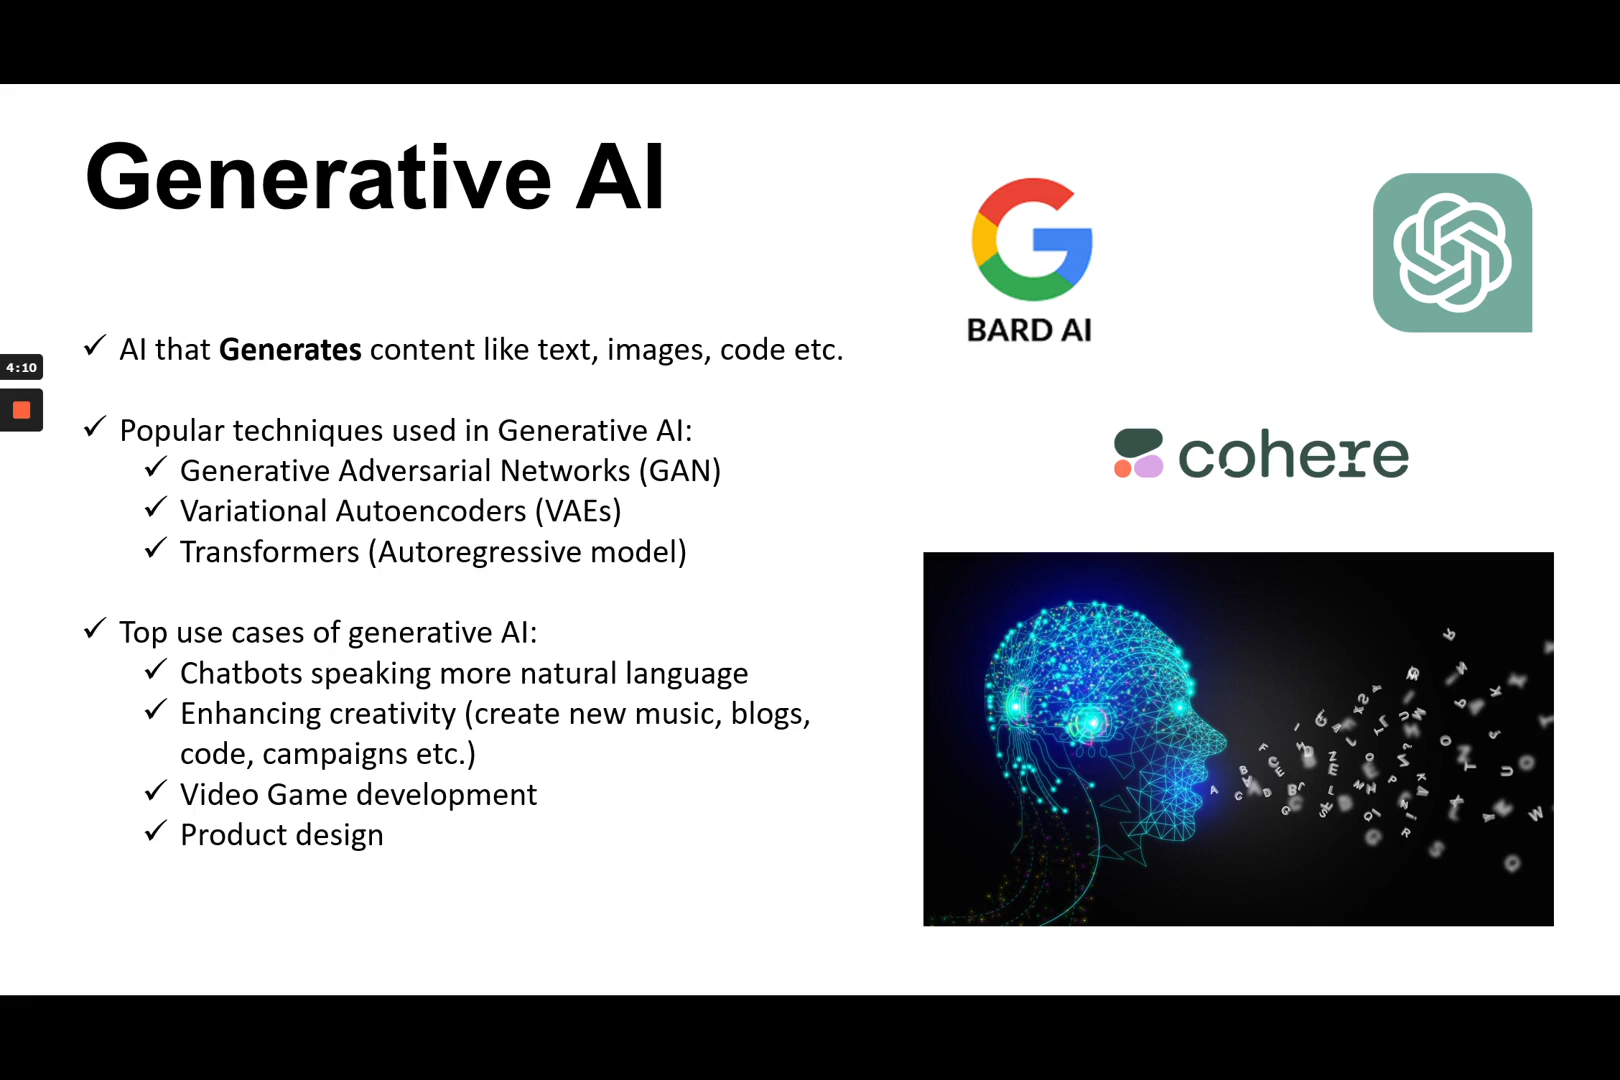 Generative AI
BARD AI
AI that Generates content like text, images, code etc.
4:10
Popular techniques used in Generative AI:
Generative Adversarial Networks (GAN)
Variational Autoencoders (VAEs)
Transformers (Autoregressive model)
cohere
Top use cases of generative AI:
Chatbots speaking more natural language
Enhancing creativity (create new music, blogs,
code, campaigns etc.)
Video Game development
Product design